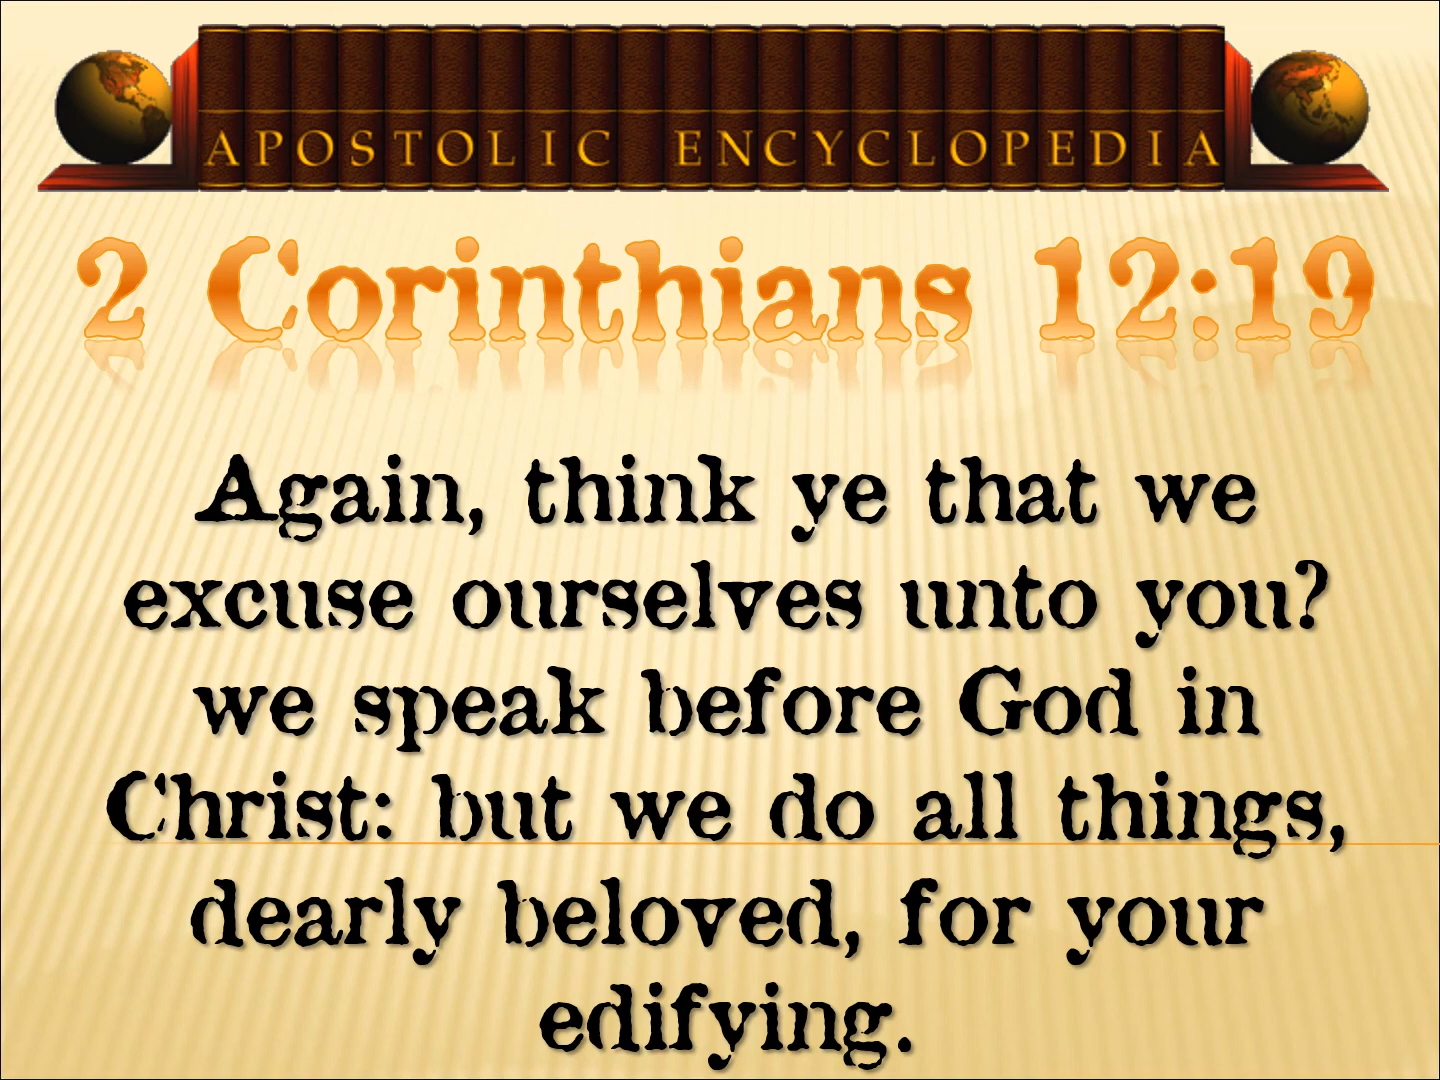 APOSTOLIC ENCYCLOPEDIA
2 Corinthians 12:19
Again, think ye that we
excuse ourselves unto you?
we speak before God in
Christ: but we do all things,
dearly beloved, for your
edifying.